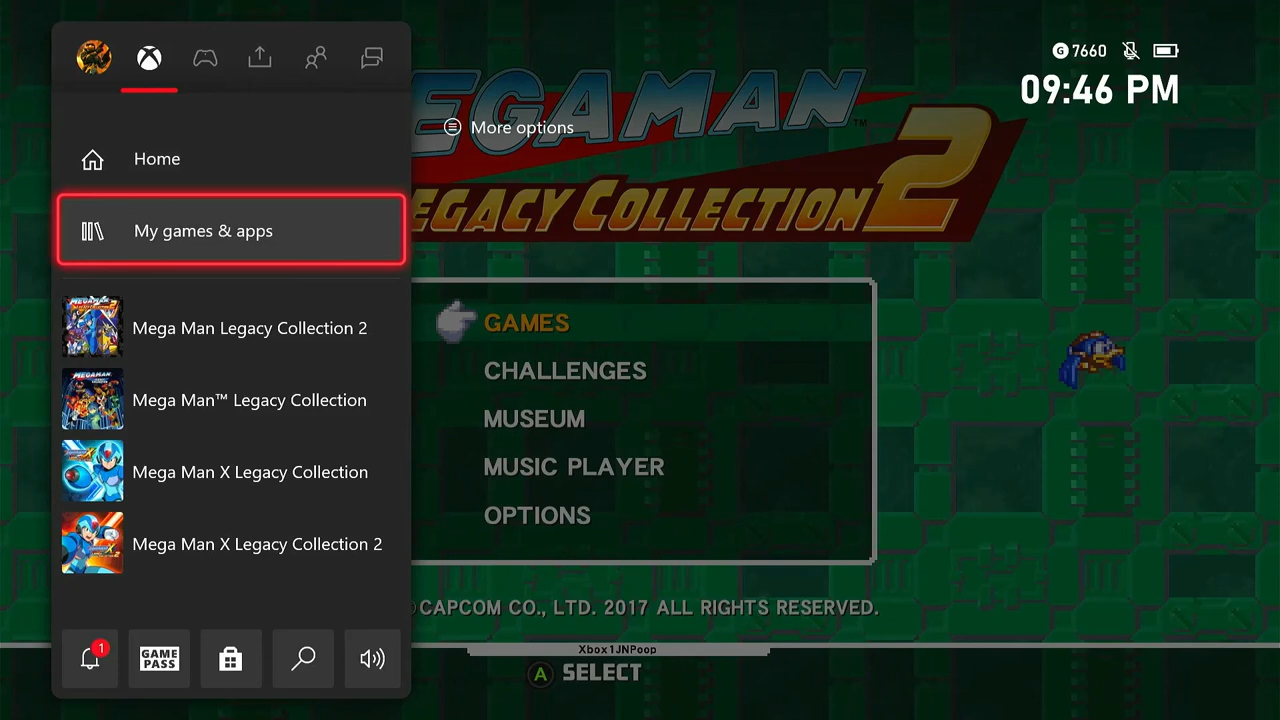 G 7660
09:46 PM
Home
More options
My games & apps
Mega Man Legacy Collection 2
Mega Man™ Legacy Collection
Mega Man X Legacy Collection
Mega Man X Legacy Collection 2
1
GAME
PASS
EGAMAN™
EGACY COLLECTION 2
GAMES
CHALLENGES
MUSEUM
MUSIC PLAYER
OPTIONS
©CAPCOM CO., LTD. 2017 ALL RIGHTS RESERVED.
Xbox1JNPoop
A SELECT